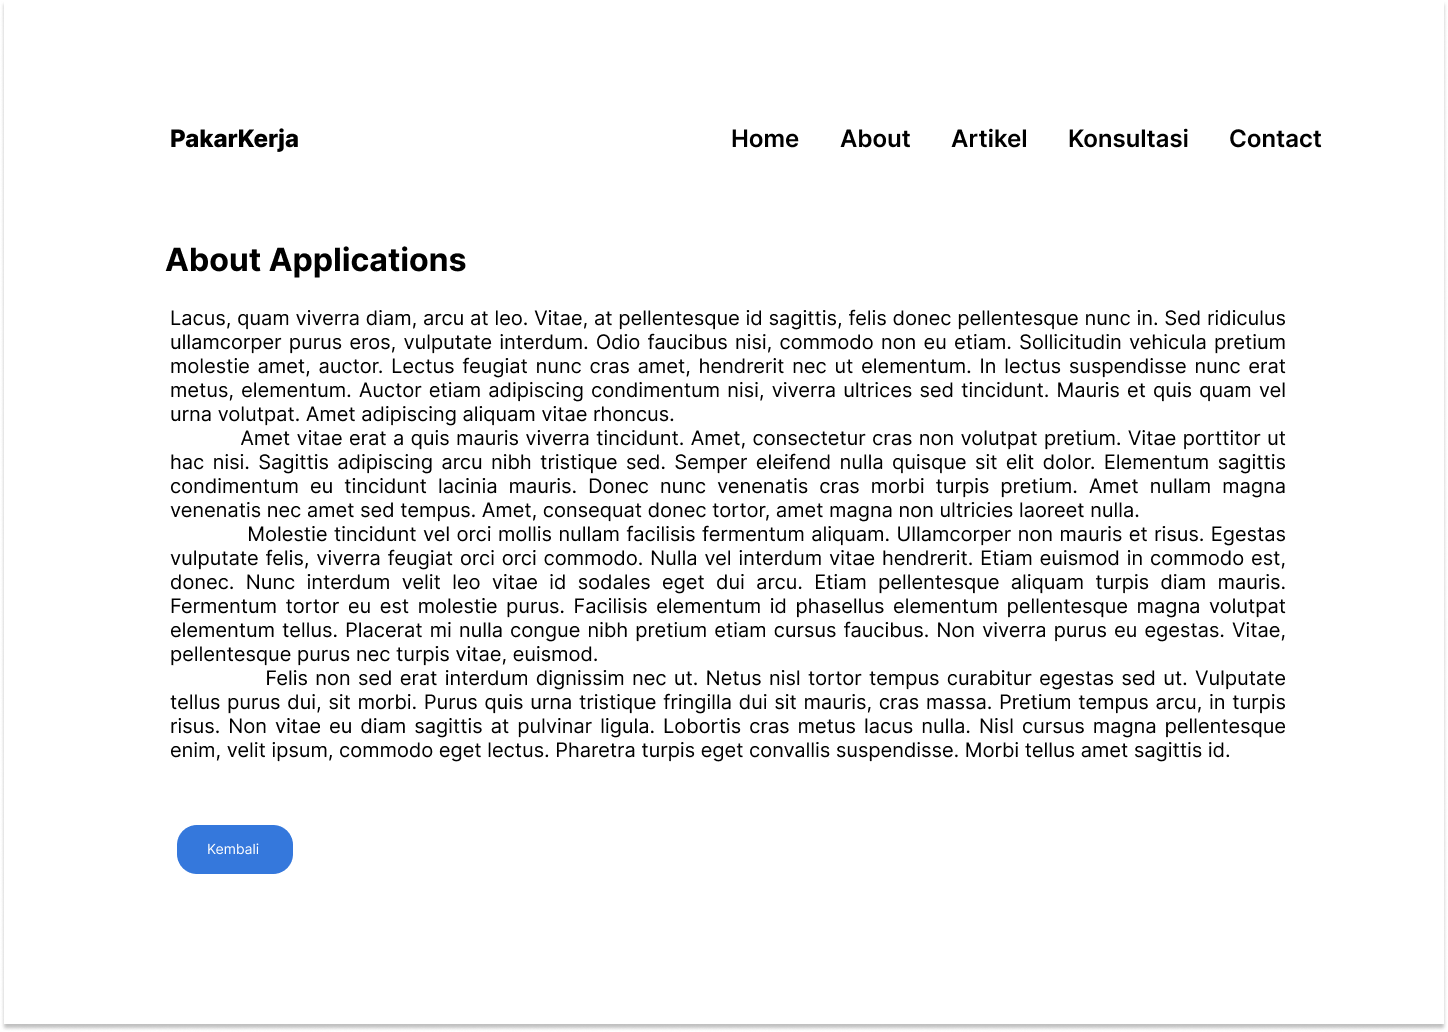 PakarKerja
Home About Artikel Konsultasi Contact
About Applications
Lacus, quam viverra diam, arcu at leo. Vitae, at pellentesque id sagittis, felis donec pellentesque nunc in. Sed ridiculus
ullamcorper purus eros, vulputate interdum. Odio faucibus nisi, commodo non eu etiam. Sollicitudin vehicula pretium
molestie amet, auctor. Lectus feugiat nunc cras amet, hendrerit nec ut elementum. In lectus suspendisse nunc erat
metus, elementum. Auctor etiam adipiscing condimentum nisi, viverra ultrices sed tincidunt. Mauris et quis quam vel
urna volutpat. Amet adipiscing aliquam vitae rhoncus.
Amet vitae erat a quis mauris viverra tincidunt. Amet, consectetur cras non volutpat pretium. Vitae porttitor ut
hac nisi. Sagittis adipiscing arcu nibh tristique sed. Semper eleifend nulla quisque sit elit dolor. Elementum sagittis
condimentum eu tincidunt lacinia mauris. Donec nunc venenatis cras morbi turpis pretium. Amet nullam magna
venenatis nec amet sed tempus. Amet, consequat donec tortor, amet magna non ultricies laoreet nulla.
Molestie tincidunt vel orci mollis nullam facilisis fermentum aliquam. Ullamcorper non mauris et risus. Egestas
vulputate felis, viverra feugiat orci orci commodo. Nulla vel interdum vitae hendrerit. Etiam euismod in commodo est,
donec. Nunc interdum velit leo vitae id sodales eget dui arcu. Etiam pellentesque aliquam turpis diam mauris.
Fermentum tortor eu est molestie purus. Facilisis elementum id phasellus elementum pellentesque magna volutpat
elementum tellus. Placerat mi nulla congue nibh pretium etiam cursus faucibus. Non viverra purus eu egestas. Vitae,
pellentesque purus nec turpis vitae, euismod.
Felis non sed erat interdum dignissim nec ut. Netus nisl tortor tempus curabitur egestas sed ut. Vulputate
tellus purus dui, sit morbi. Purus quis urna tristique fringilla dui sit mauris, cras massa. Pretium tempus arcu, in turpis
risus. Non vitae eu diam sagittis at pulvinar ligula. Lobortis cras metus lacus nulla. Nisl cursus magna pellentesque
enim, velit ipsum, commodo eget lectus. Pharetra turpis eget convallis suspendisse. Morbi tellus amet sagittis id.
Kembali